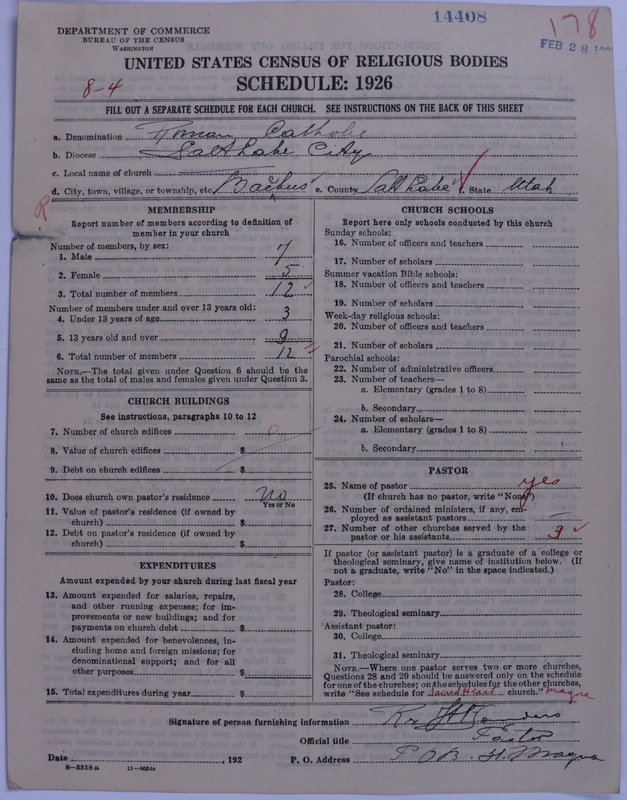 14408
178
DEPARTMENT OF COMMERCE
BUREAU OF THE CENSUS
WASHINGTON
FEB 28
UNITED STATES CENSUS OF RELIGIOUS BODIES
8-4
SCHEDULE: 1926
FILL OUT A SEPARATE SCHEDULE FOR EACH CHURCH. SEE INSTRUCTIONS ON THE BACK OF THIS SHEET
a. Denomination Roman Catholic
b. Diocese Salt Lake City
c. Local name of church
d. City, town, village, or township, etc. Bachus e. County Salt Lake f. State Utah
R
MEMBERSHIP
Report number of members according to definition of
member in your church
Number of members, by sex:
1. Male 7
2. Female 5
3. Total number of members 12
Number of members under and over 13 years old:
4. Under 13 years of age 3
5. 13 years old and over 9
6. Total number of members 12
NOTE.—The total given under Question 6 should be the
same as the total of males and females given under Question 3.
CHURCH BUILDINGS
See instructions, paragraphs 10 to 12
7. Number of church edifices 0
8. Value of church edifices $
9. Debt on church edifices $
10. Does church own pastor's residence No
Yes or No
11. Value of pastor's residence (if owned by
church) $
12. Debt on pastor's residence (if owned by
church) $
EXPENDITURES
Amount expended by your church during last fiscal year
13. Amount expended for salaries, repairs,
and other running expenses; for im-
provements or new buildings; and for
payments on church debt $
14. Amount expended for benevolences, in-
cluding home and foreign missions; for
denominational support; and for all
other purposes $
15. Total expenditures during year $
CHURCH SCHOOLS
Report here only schools conducted by this church
Sunday schools:
16. Number of officers and teachers
17. Number of scholars
Summer vacation Bible schools:
18. Number of officers and teachers
19. Number of scholars
Week-day religious schools:
20. Number of officers and teachers
21. Number of scholars
Parochial schools:
22. Number of administrative officers
23. Number of teachers—
a. Elementary (grades 1 to 8)
b. Secondary
24. Number of scholars—
a. Elementary (grades 1 to 8)
b. Secondary
PASTOR
25. Name of pastor yes
(If church has no pastor, write "None")
26. Number of ordained ministers, if any, em-
ployed as assistant pastors
27. Number of other churches served by the
pastor or his assistants 3
If pastor (or assistant pastor) is a graduate of a college or
theological seminary, give name of institution below. (If
not a graduate, write "No" in the space indicated.)
Pastor:
28. College
29. Theological seminary
Assistant pastor:
30. College
31. Theological seminary
NOTE.—Where one pastor serves two or more churches,
Questions 28 and 29 should be answered only on the schedule
for one of the churches; on the schedules for the other churches,
write "See schedule for Sacred Heart church." Magna
Signature of person furnishing information
Official title Pastor
Date , 192 P. O. Address P.O.B. Magna
8-5518 a